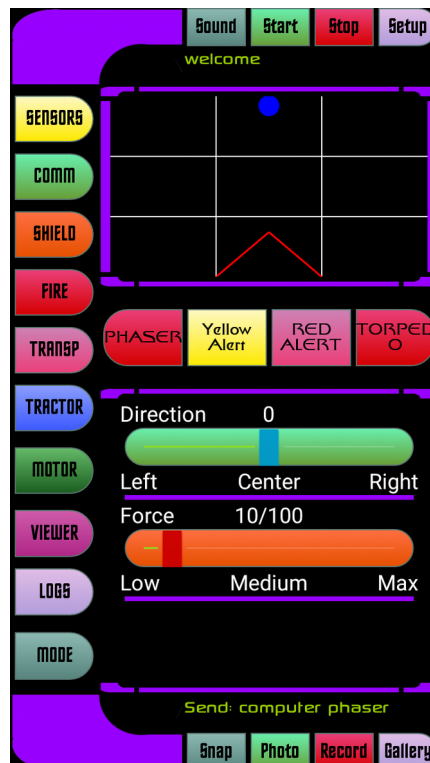 Sound Start Stop Setup
welcome
SENSORS
COMM
SHIELD
FIRE
TRANSP
TRACTOR
MOTOR
VIEWER
LOGS
MODE
PHASER Yellow Alert RED ALERT TORPEDO
Direction 0
Left Center Right
Force 10/100
Low Medium Max
Send: computer phaser
Snap Photo Record Gallery